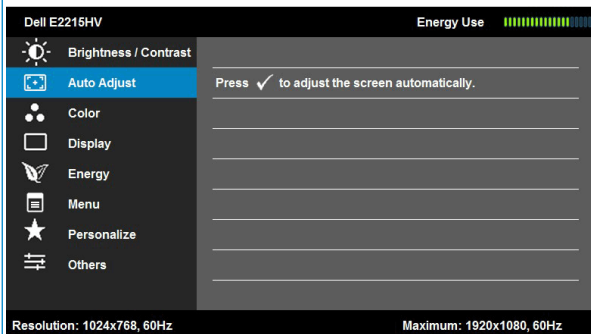 Dell E2215HV Energy Use
Brightness / Contrast
Auto Adjust Press ✓ to adjust the screen automatically.
Color
Display
Energy
Menu
Personalize
Others
Resolution: 1024x768, 60Hz Maximum: 1920x1080, 60Hz